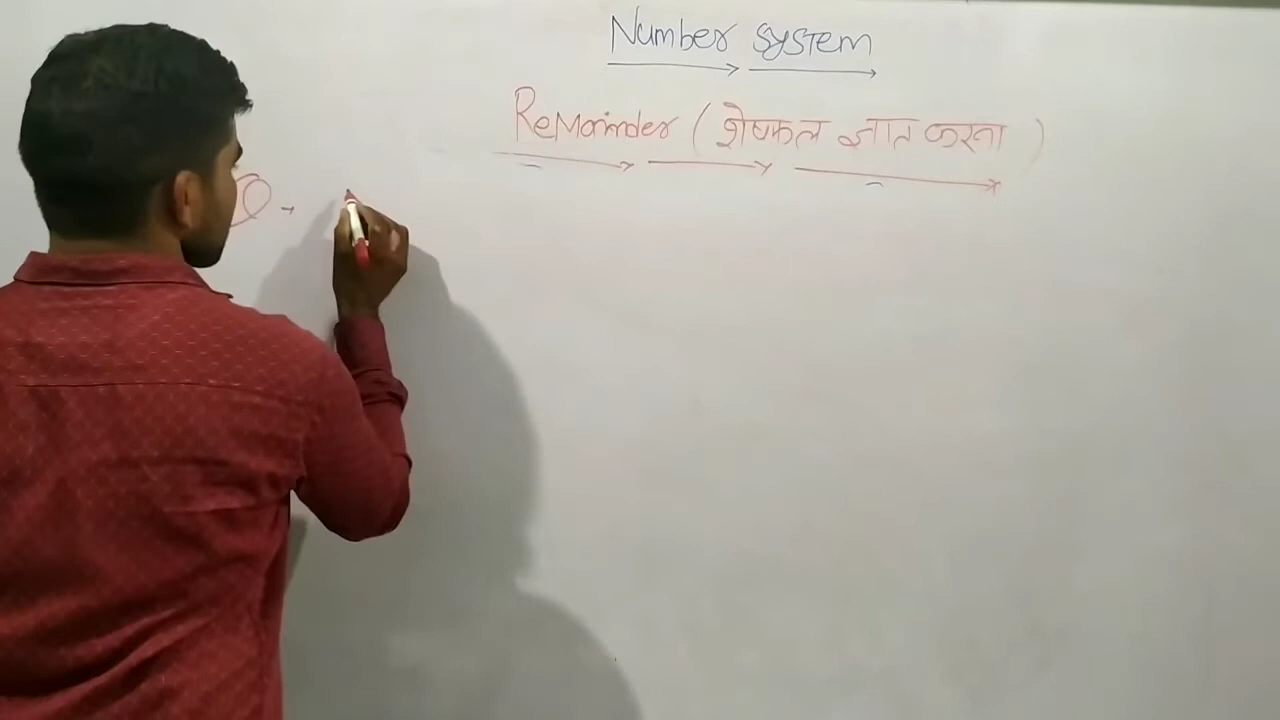 Number system
Remainder ( शेषफल ज्ञात करना )
Q -